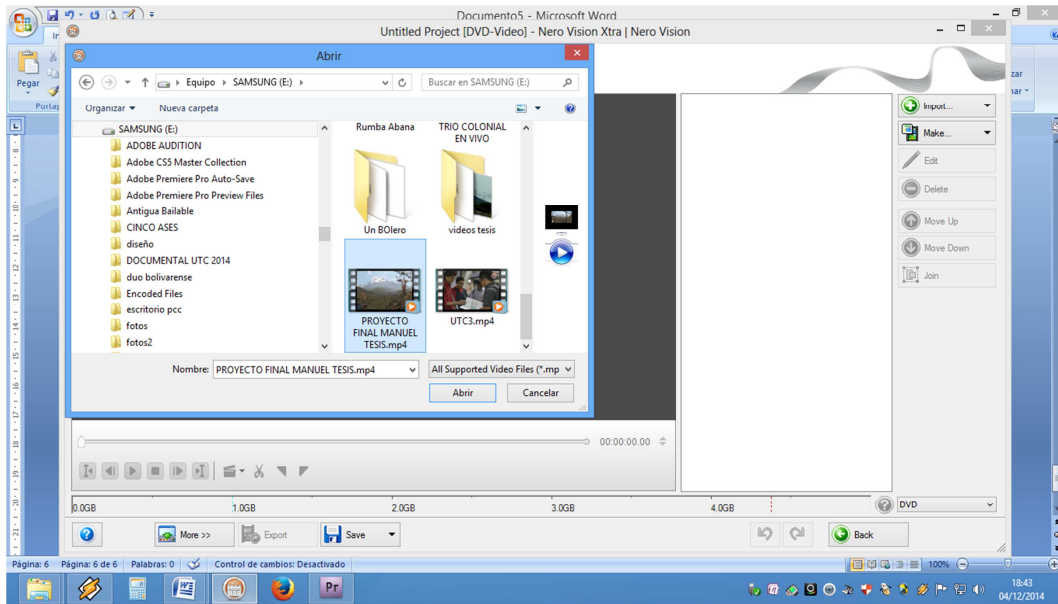 Documento5 - Microsoft Word
Untitled Project [DVD-Video] - Nero Vision Xtra | Nero Vision
Abrir
Pegar
Equipo
SAMSUNG (E:)
Buscar en SAMSUNG (E:)
Organizar
Nueva carpeta
SAMSUNG (E:)
ADOBE AUDITION
Adobe CS5 Master Collection
Adobe Premiere Pro Auto-Save
Adobe Premiere Pro Preview Files
Antigua Bailable
CINCO ASES
diseño
DOCUMENTAL UTC 2014
duo bolivarense
Encoded Files
escritorio pcc
fotos
fotos2
Rumba Abana
TRIO COLONIAL
EN VIVO
Un BOlero
videos tesis
PROYECTO
FINAL MANUEL
TESIS.mp4
UTC3.mp4
Nombre:
PROYECTO FINAL MANUEL TESIS.mp4
All Supported Video Files (*.mp
Abrir
Cancelar
Import...
Make...
Edit
Delete
Move Up
Move Down
Join
00:00:00.00
0.0GB
1.0GB
2.0GB
3.0GB
4.0GB
DVD
More >>
Export
Save
Back
Página: 6
Página: 6 de 6
Palabras: 0
Control de cambios: Desactivado
100%
Pr
18:43
04/12/2014